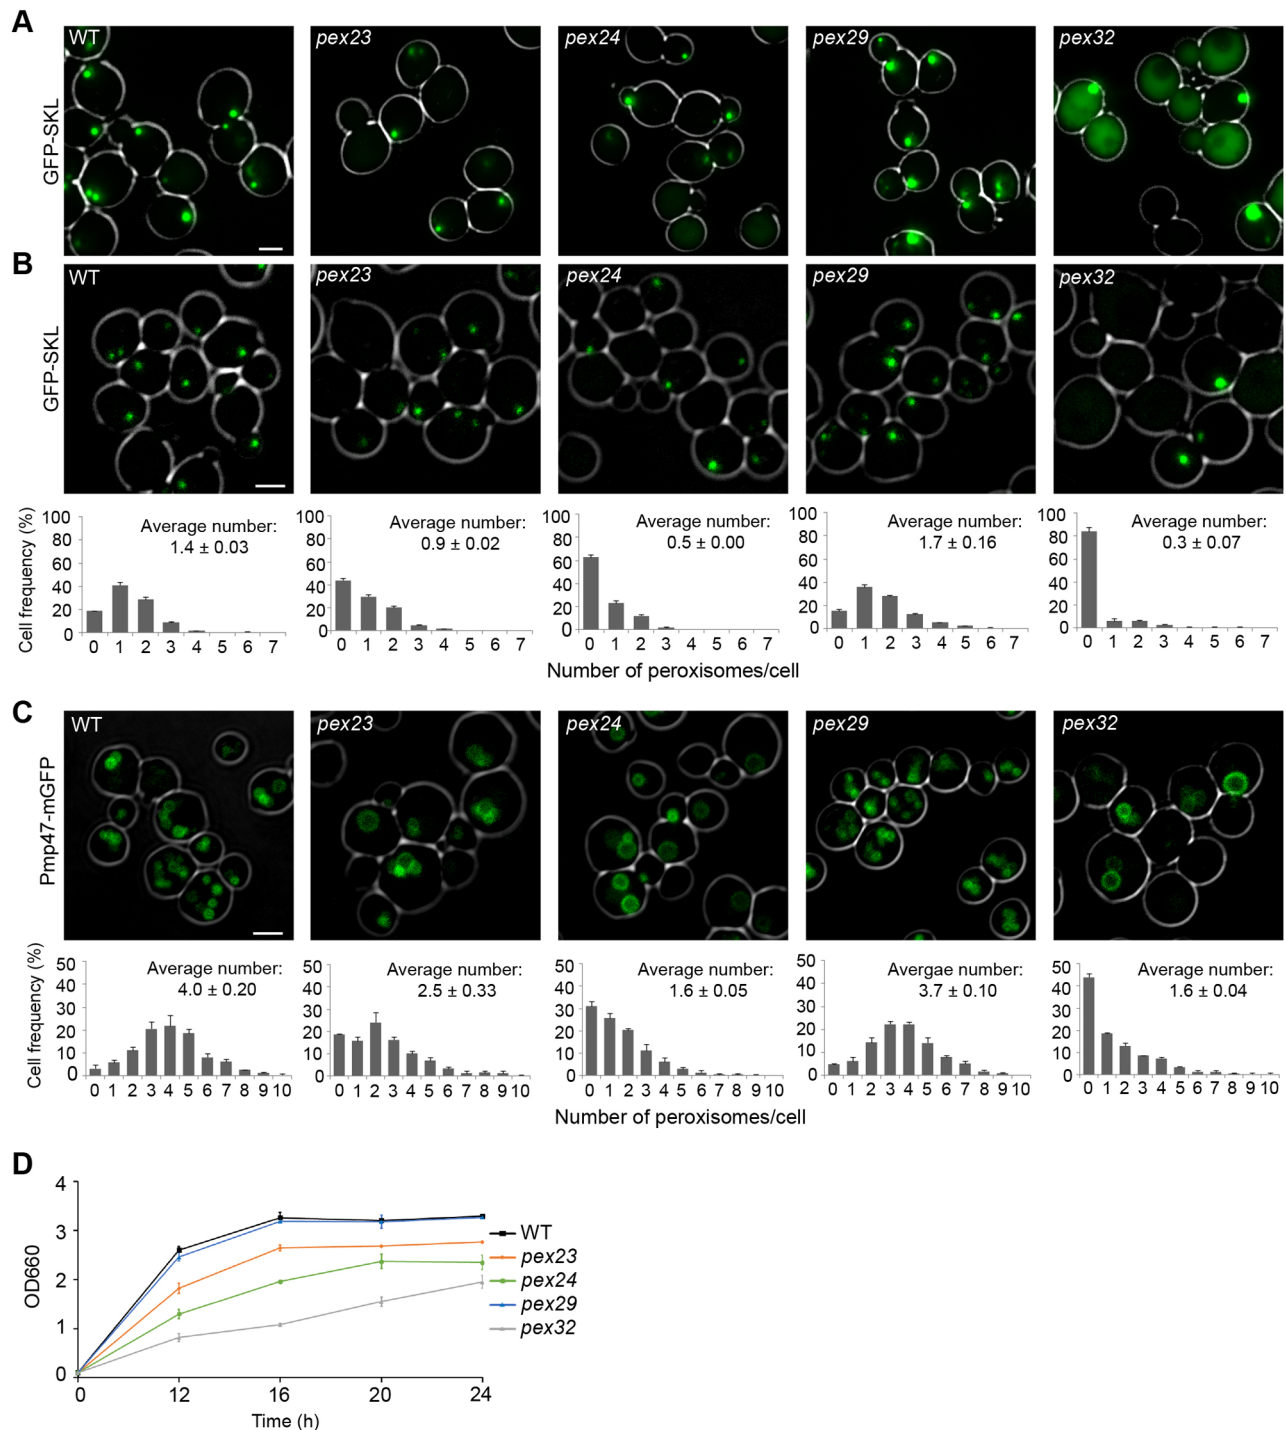 A
WT
pex23
pex24
pex29
pex32
GFP-SKL
B
WT
pex23
pex24
pex29
pex32
GFP-SKL
Cell frequency (%)
100
80
60
40
20
0
Average number:
1.4 ± 0.03
0 1 2 3 4 5 6 7
100
80
60
40
20
0
Average number:
0.9 ± 0.02
0 1 2 3 4 5 6 7
100
80
60
40
20
0
Average number:
0.5 ± 0.00
0 1 2 3 4 5 6 7
100
80
60
40
20
0
Average number:
1.7 ± 0.16
0 1 2 3 4 5 6 7
100
80
60
40
20
0
Average number:
0.3 ± 0.07
0 1 2 3 4 5 6 7
Number of peroxisomes/cell
C
WT
pex23
pex24
pex29
pex32
Pmp47-mGFP
Cell frequency (%)
50
40
30
20
10
0
Average number:
4.0 ± 0.20
0 1 2 3 4 5 6 7 8 9 10
50
40
30
20
10
0
Average number:
2.5 ± 0.33
0 1 2 3 4 5 6 7 8 9 10
50
40
30
20
10
0
Average number:
1.6 ± 0.05
0 1 2 3 4 5 6 7 8 9 10
50
40
30
20
10
0
Avergae number:
3.7 ± 0.10
0 1 2 3 4 5 6 7 8 9 10
50
40
30
20
10
0
Average number:
1.6 ± 0.04
0 1 2 3 4 5 6 7 8 9 10
Number of peroxisomes/cell
D
OD660
4
3
2
1
0
0 12 16 20 24
Time (h)
WT
pex23
pex24
pex29
pex32